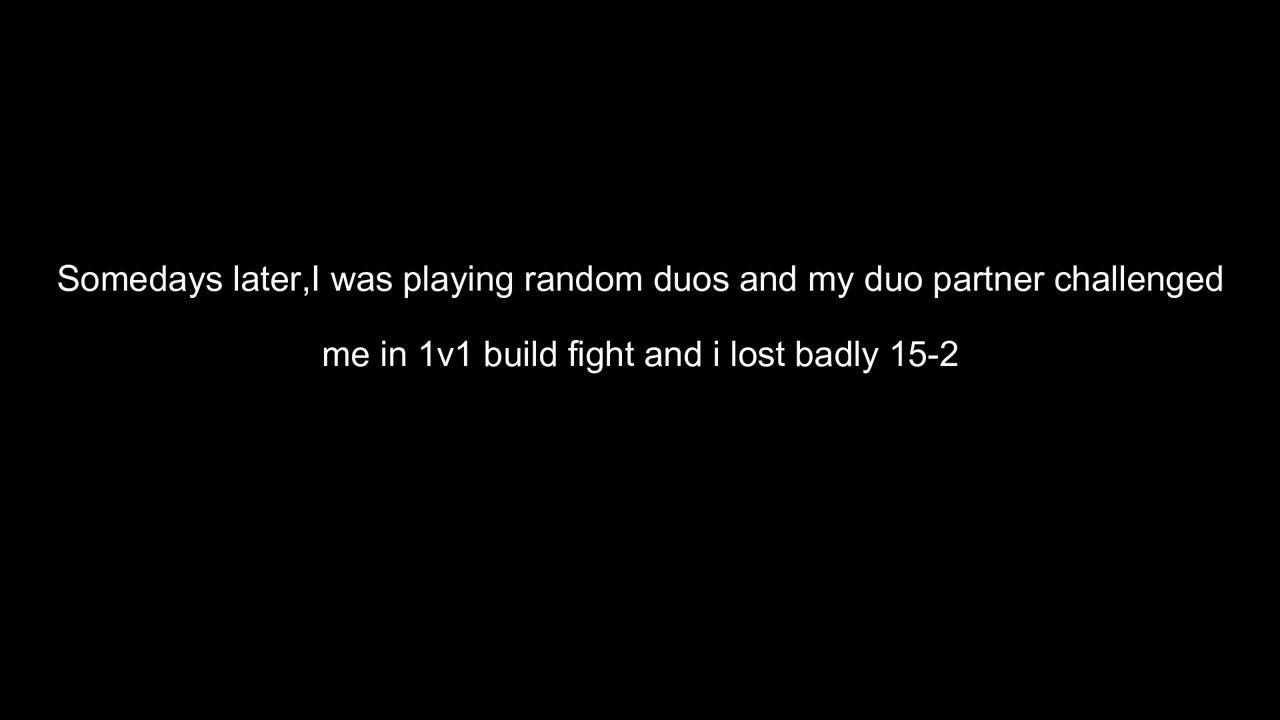 Somedays later,I was playing random duos and my duo partner challenged
me in 1v1 build fight and i lost badly 15-2